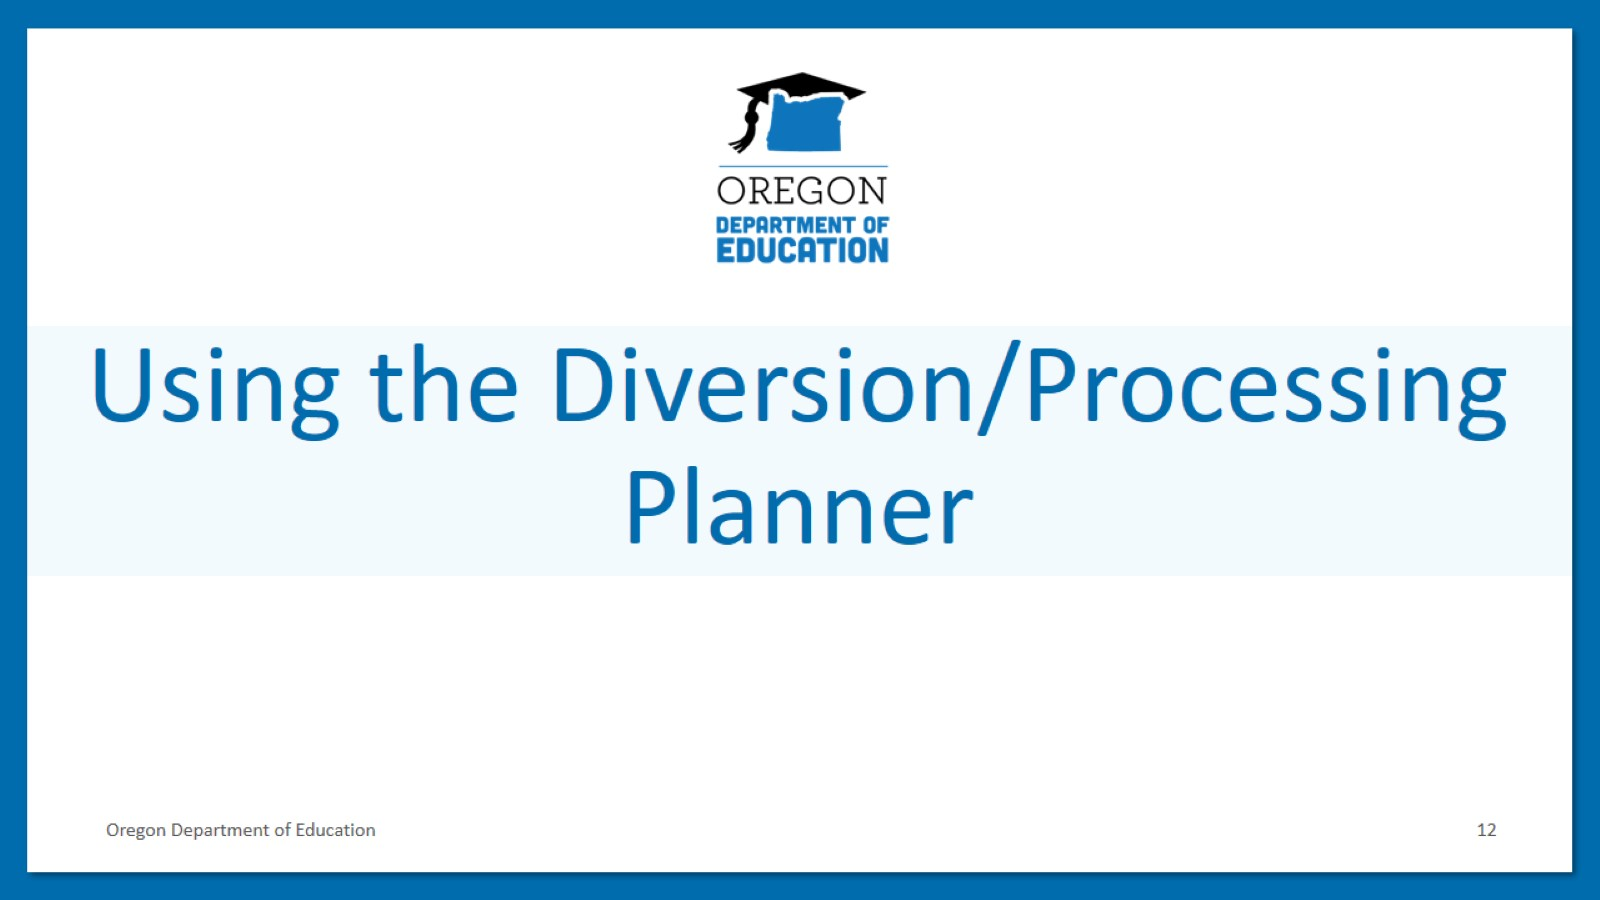 OREGON
DEPARTMENT OF
EDUCATION
Using the Diversion/Processing
Planner
Oregon Department of Education
12